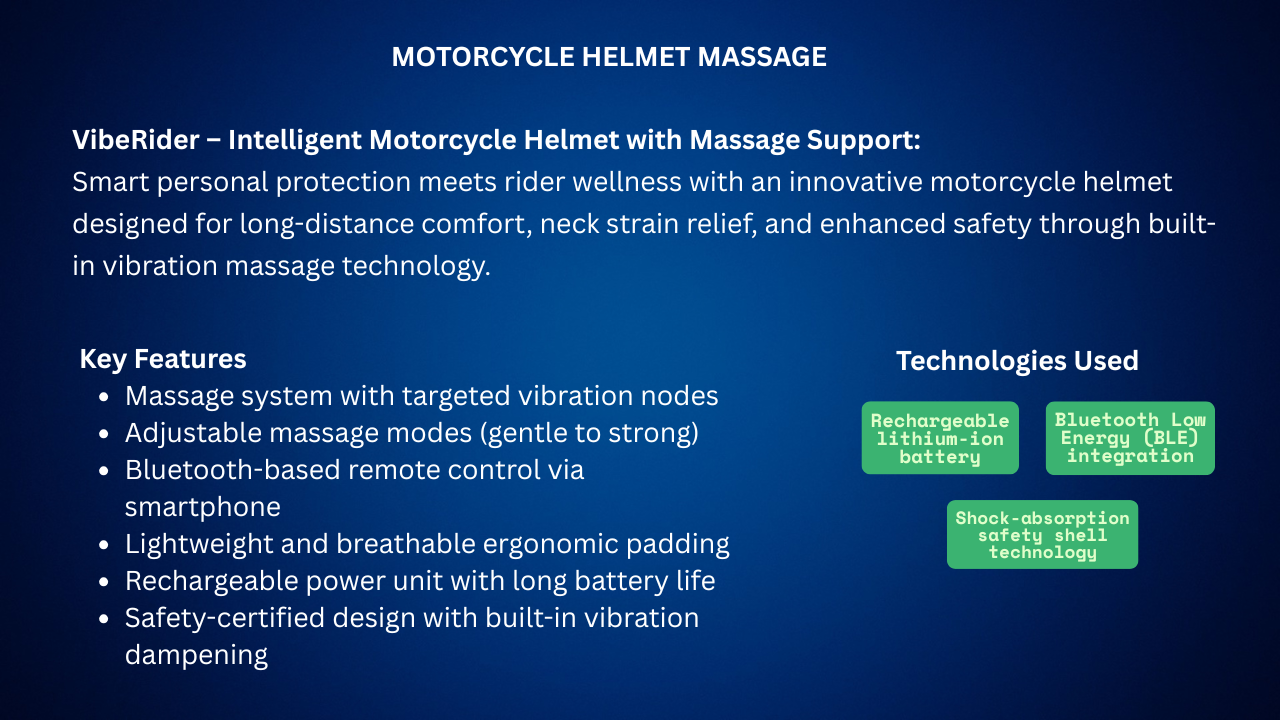 MOTORCYCLE HELMET MASSAGE
VibeRider – Intelligent Motorcycle Helmet with Massage Support:
Smart personal protection meets rider wellness with an innovative motorcycle helmet
designed for long-distance comfort, neck strain relief, and enhanced safety through built-
in vibration massage technology.
Key Features
• Massage system with targeted vibration nodes
• Adjustable massage modes (gentle to strong)
• Bluetooth-based remote control via
smartphone
• Lightweight and breathable ergonomic padding
• Rechargeable power unit with long battery life
• Safety-certified design with built-in vibration
dampening
Technologies Used
Rechargeable
lithium-ion
battery
Bluetooth Low
Energy (BLE)
integration
Shock-absorption
safety shell
technology